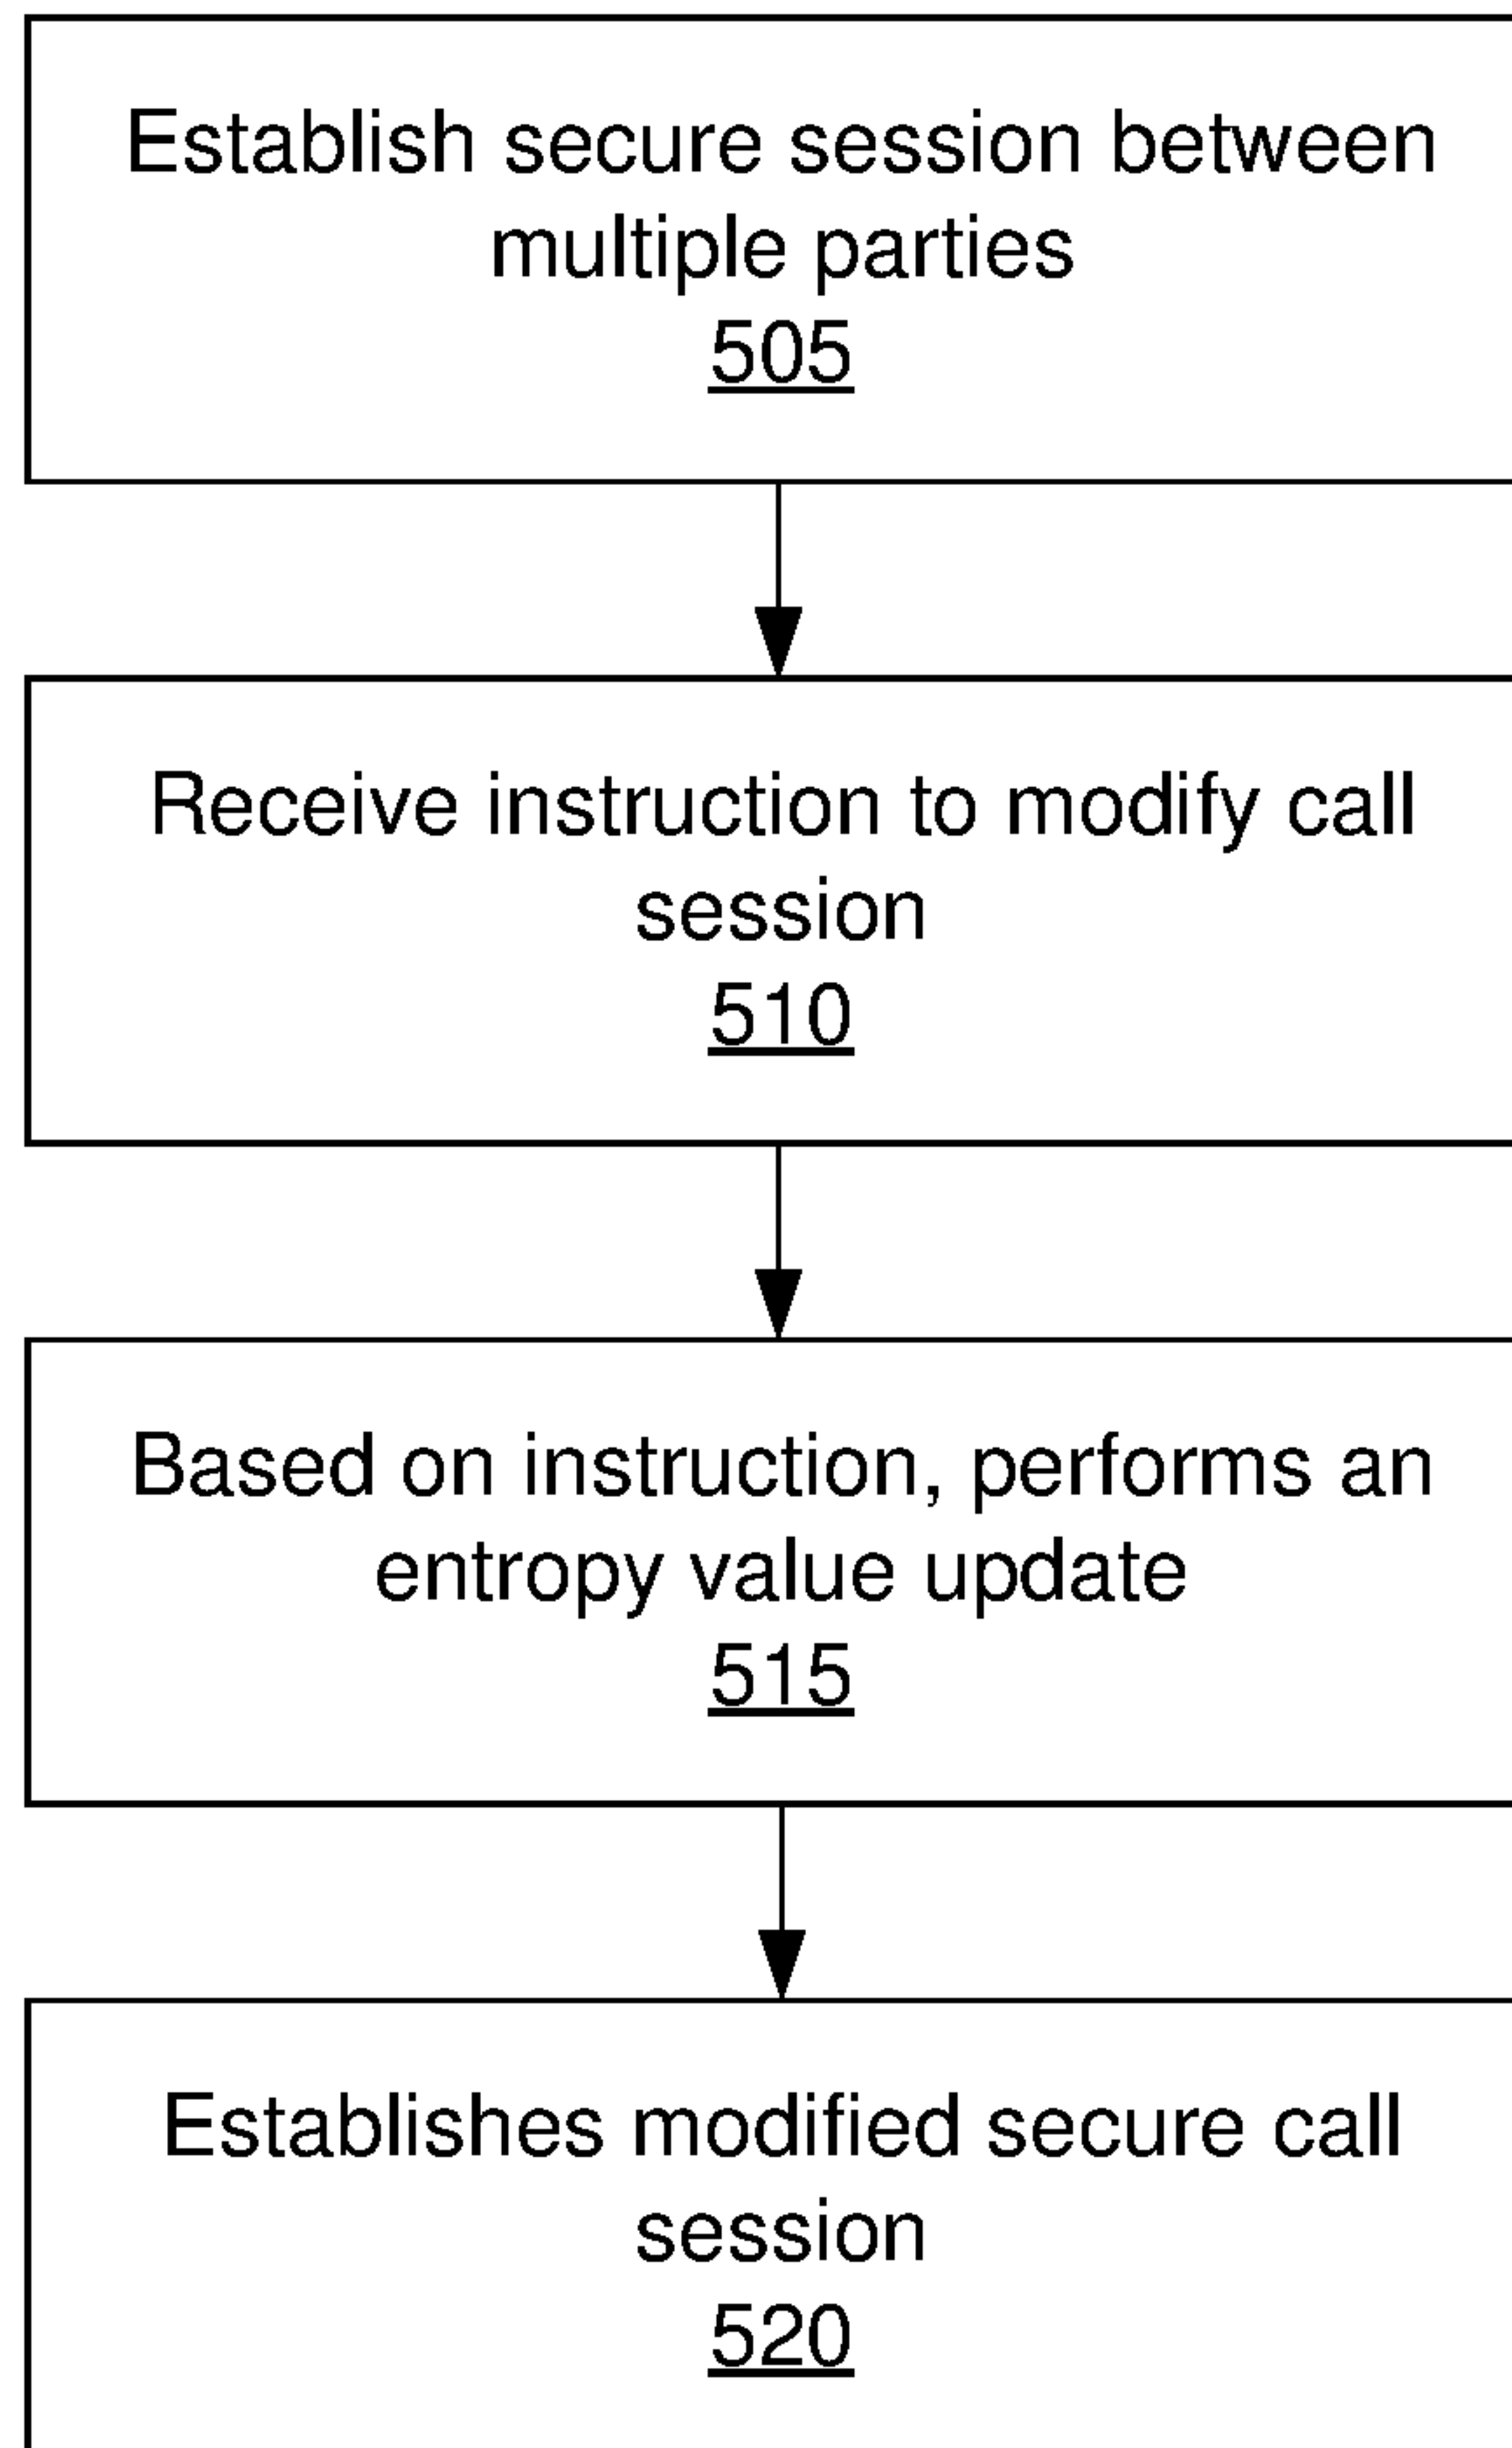 Establish secure session between
multiple parties
505
Receive instruction to modify call
session
510
Based on instruction, performs an
entropy value update
515
Establishes modified secure call
session
520